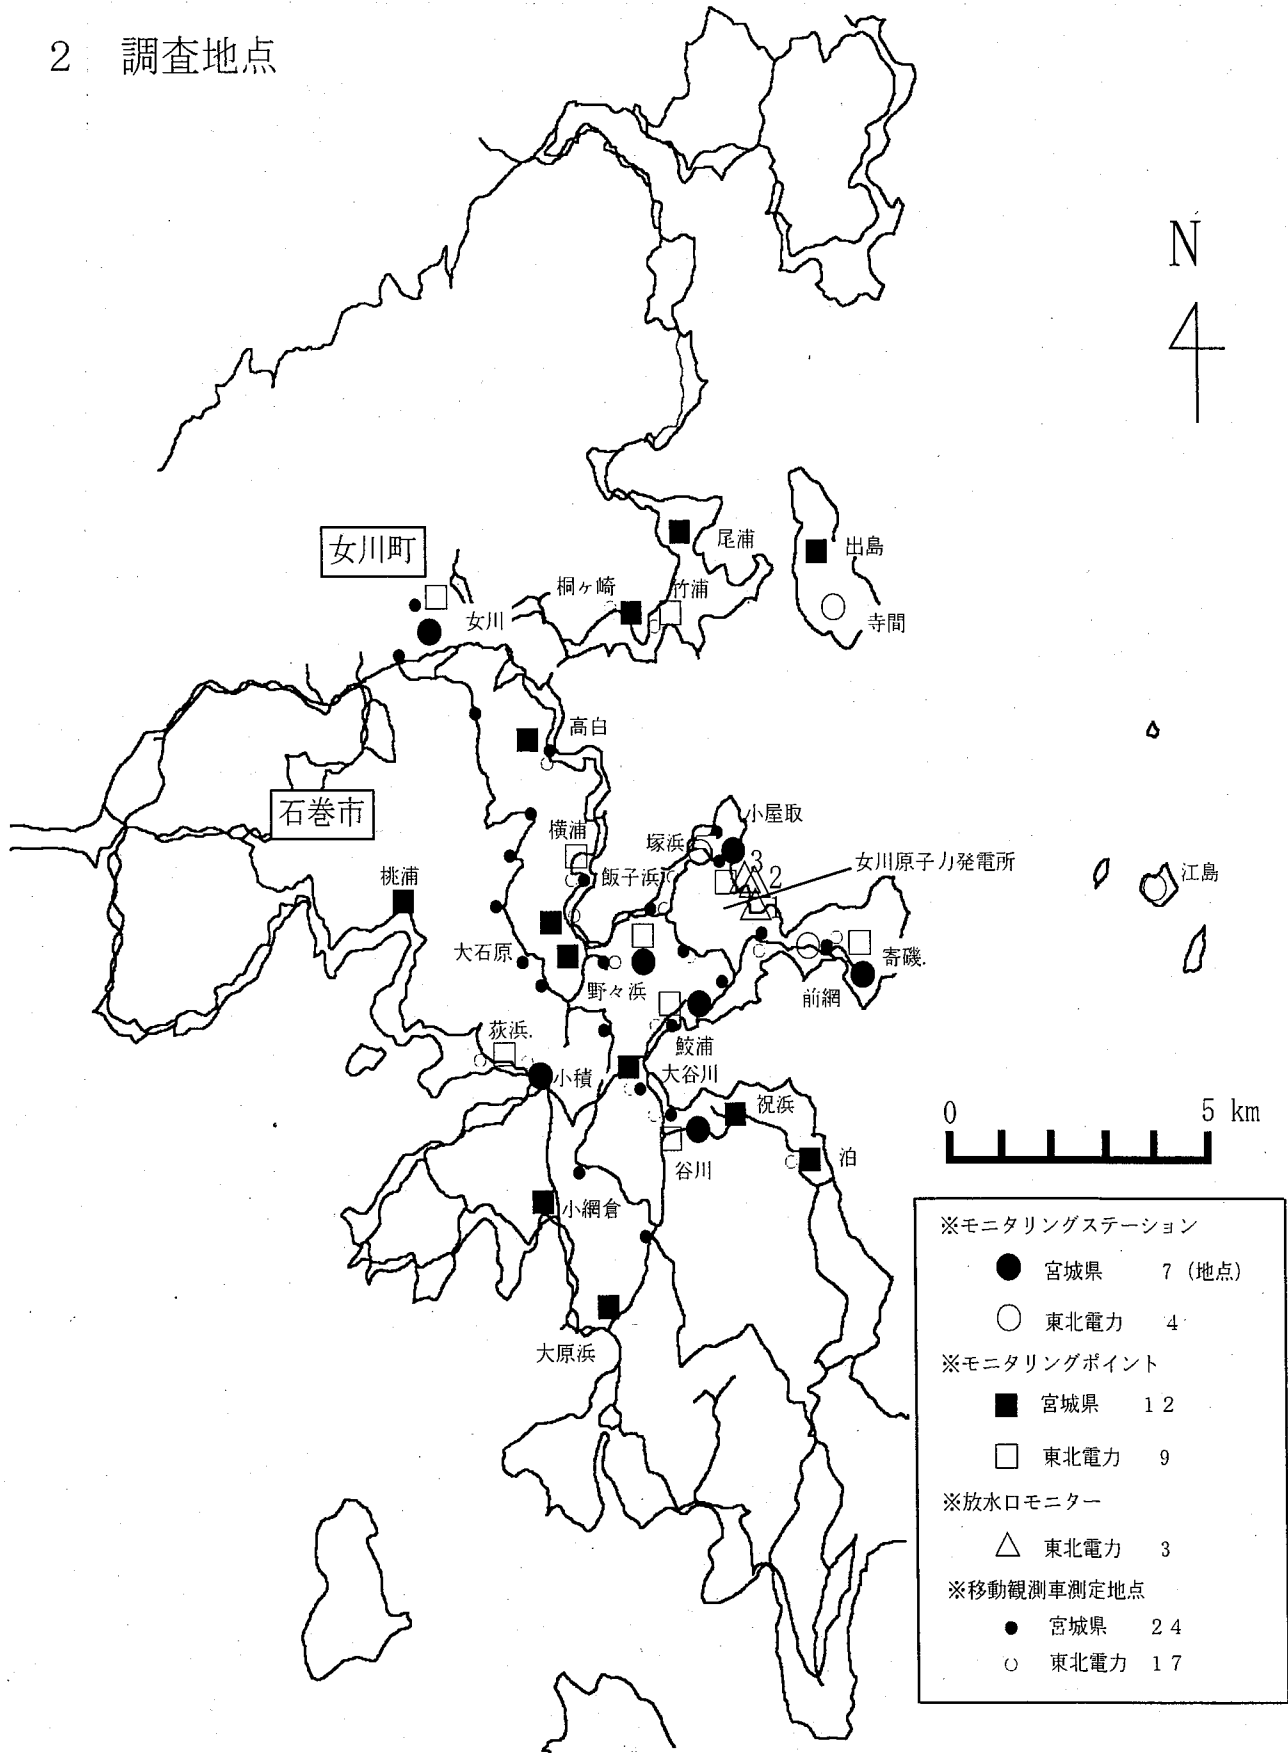 2 調査地点
N
尾浦
出島
女川町
桐ヶ崎
竹浦
女川
寺間
高白
石巻市
小屋取
横浦
塚浜
3
女川原子力発電所
桃浦
飯子浜
2
1
江島
大石原
寄磯
野々浜
前網
荻浜
鮫浦
小積
大谷川
祝浜
0 5 km
谷川
泊
小網倉
大原浜
※モニタリングステーション
宮城県 7 (地点)
東北電力 4
※モニタリングポイント
宮城県 12
東北電力 9
※放水口モニター
東北電力 3
※移動観測車測定地点
宮城県 24
東北電力 17